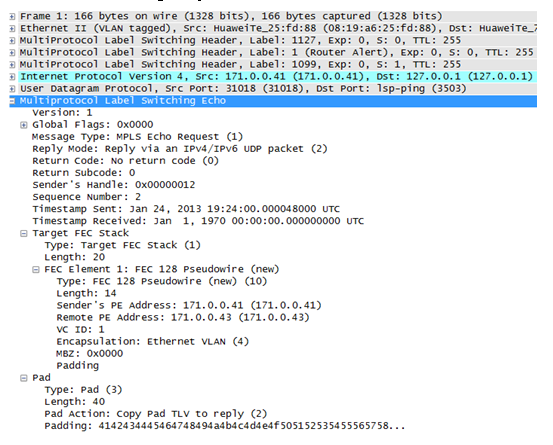 Frame 1: 166 bytes on wire (1328 bits), 166 bytes captured (1328 bits)
Ethernet II (VLAN tagged), Src: HuaweiTe_25:fd:88 (08:19:a6:25:fd:88), Dst: Huaweite_7
MultiProtocol Label Switching Header, Label: 1127, Exp: 0, S: 0, TTL: 255
MultiProtocol Label Switching Header, Label: 1 (Router Alert), Exp: 0, S: 0, TTL: 255
MultiProtocol Label Switching Header, Label: 1099, Exp: 0, S: 1, TTL: 255
Internet Protocol Version 4, Src: 171.0.0.41 (171.0.0.41), Dst: 127.0.0.1 (127.0.0.1)
User Datagram Protocol, Src Port: 31018 (31018), Dst Port: lsp-ping (3503)
Multiprotocol Label Switching Echo
Version: 1
Global Flags: 0x0000
Message Type: MPLS Echo Request (1)
Reply Mode: Reply via an IPv4/IPv6 UDP packet (2)
Return Code: No return code (0)
Return Subcode: 0
Sender's Handle: 0x00000012
Sequence Number: 2
Timestamp Sent: Jan 24, 2013 19:24:00.000048000 UTC
Timestamp Received: Jan  1, 1970 00:00:00.000000000 UTC
Target FEC Stack
Type: Target FEC Stack (1)
Length: 20
FEC Element 1: FEC 128 Pseudowire (new)
Type: FEC 128 Pseudowire (new) (10)
Length: 14
Sender's PE Address: 171.0.0.41 (171.0.0.41)
Remote PE Address: 171.0.0.43 (171.0.0.43)
VC ID: 1
Encapsulation: Ethernet VLAN (4)
MBZ: 0x0000
Padding
Pad
Type: Pad (3)
Length: 40
Pad Action: Copy Pad TLV to reply (2)
Padding: 4142434445464748494a4b4c4d4e4f505152535455565758...